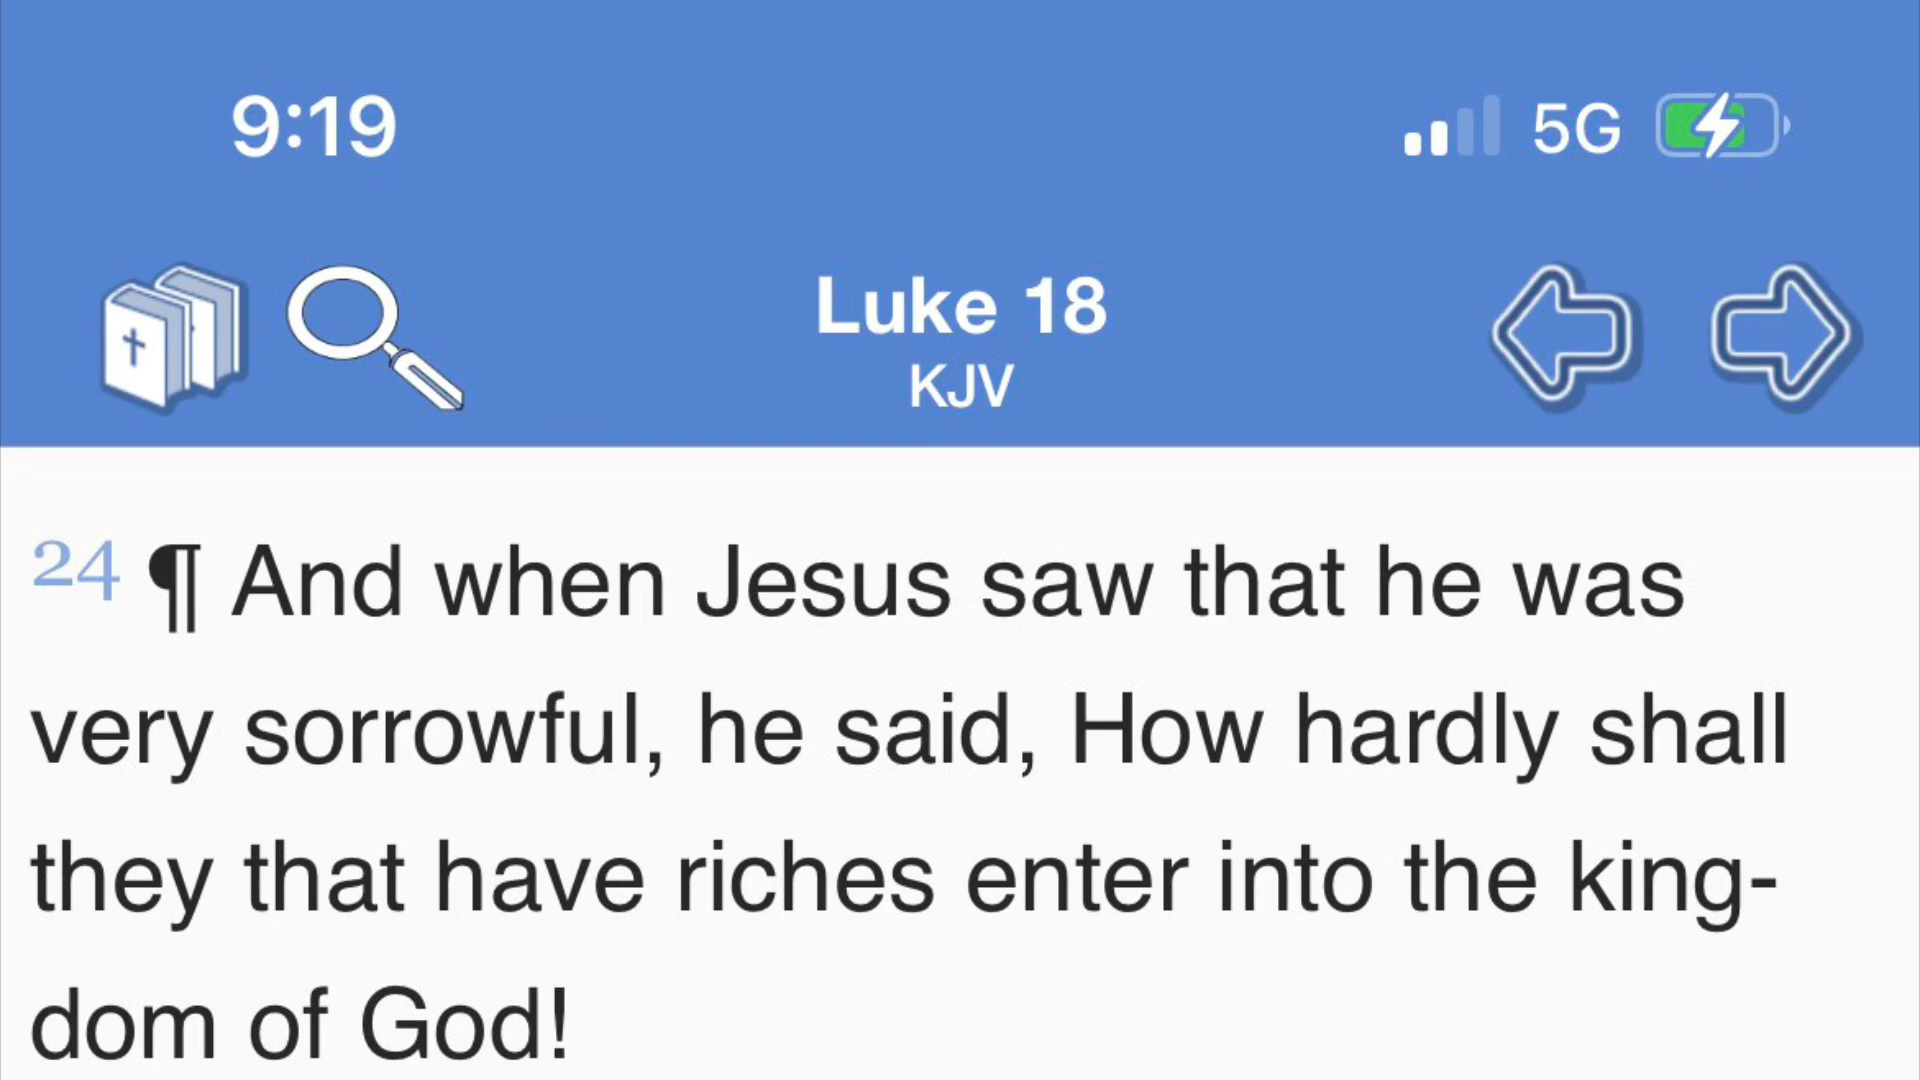 9:19 5G
Luke 18
KJV
24 ¶ And when Jesus saw that he was
very sorrowful, he said, How hardly shall
they that have riches enter into the king-
dom of God!